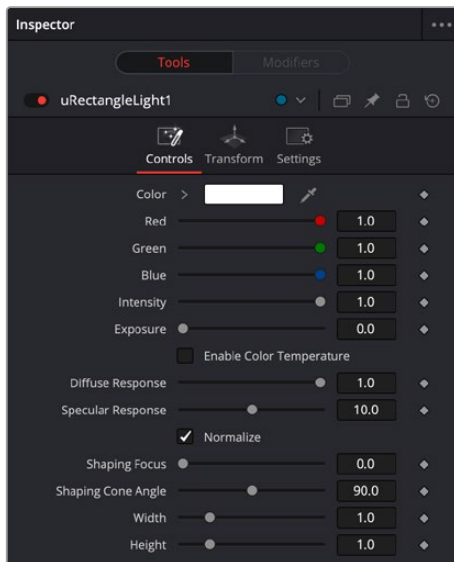 Inspector
Tools Modifiers
uRectangleLight1
Controls Transform Settings
Color
Red 1.0
Green 1.0
Blue 1.0
Intensity 1.0
Exposure 0.0
Enable Color Temperature
Diffuse Response 1.0
Specular Response 10.0
Normalize
Shaping Focus 0.0
Shaping Cone Angle 90.0
Width 1.0
Height 1.0